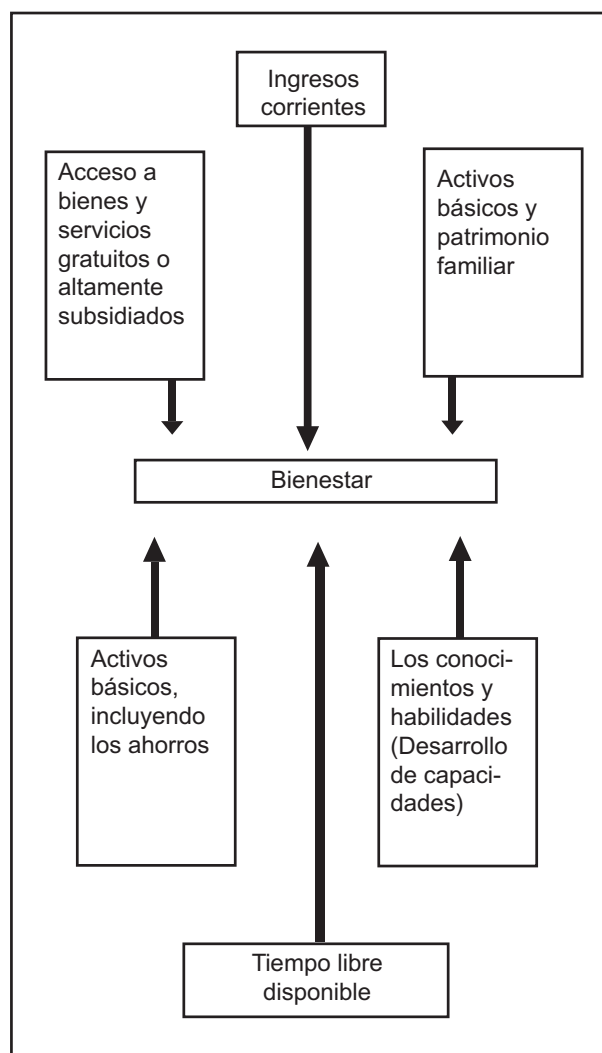 Ingresos
corrientes
Acceso a
bienes y
servicios
gratuitos o
altamente
subsidiados
Activos
básicos y
patrimonio
familiar
Bienestar
Activos
básicos,
incluyendo
los ahorros
Los conoci-
mientos y
habilidades
(Desarrollo
de capaci-
dades)
Tiempo libre
disponible